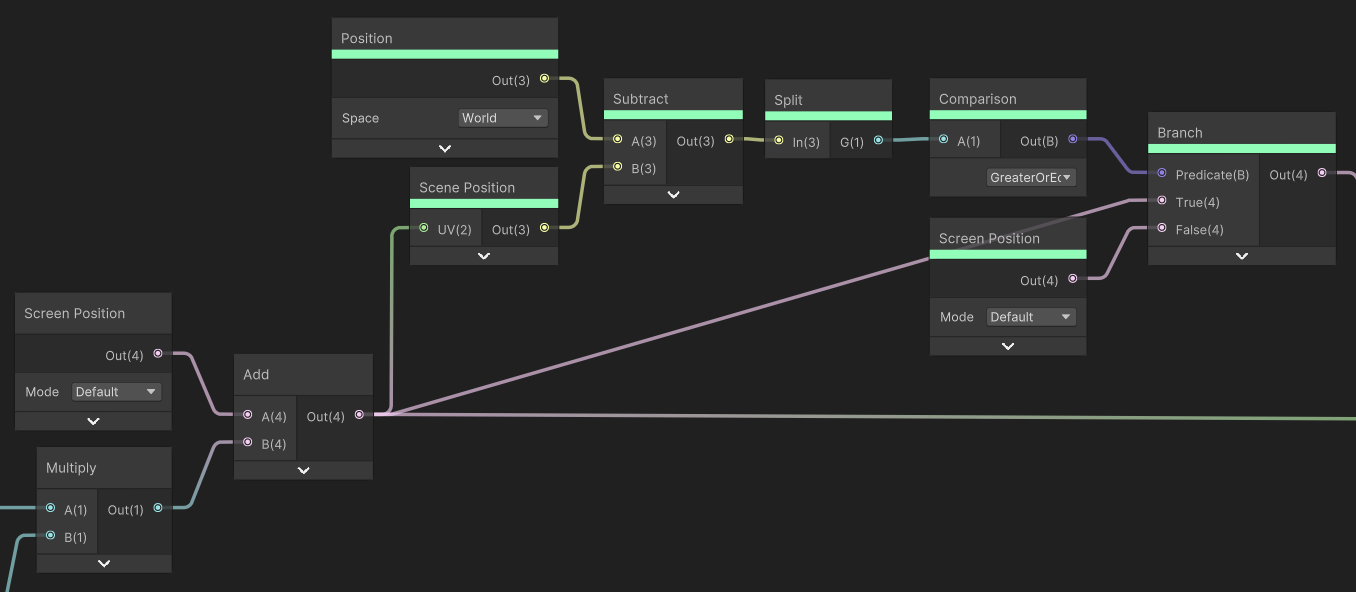 Position
Out(3)
Space World
Scene Position
UV(2) Out(3)
Subtract
A(3) Out(3)
B(3)
Split
In(3) G(1)
Comparison
A(1) Out(B)
GreaterOrEc
Branch
Predicate(B) Out(4)
True(4)
False(4)
Screen Position
Out(4)
Mode Default
Screen Position
Out(4)
Mode Default
Add
A(4) Out(4)
B(4)
Multiply
A(1) Out(1)
B(1)